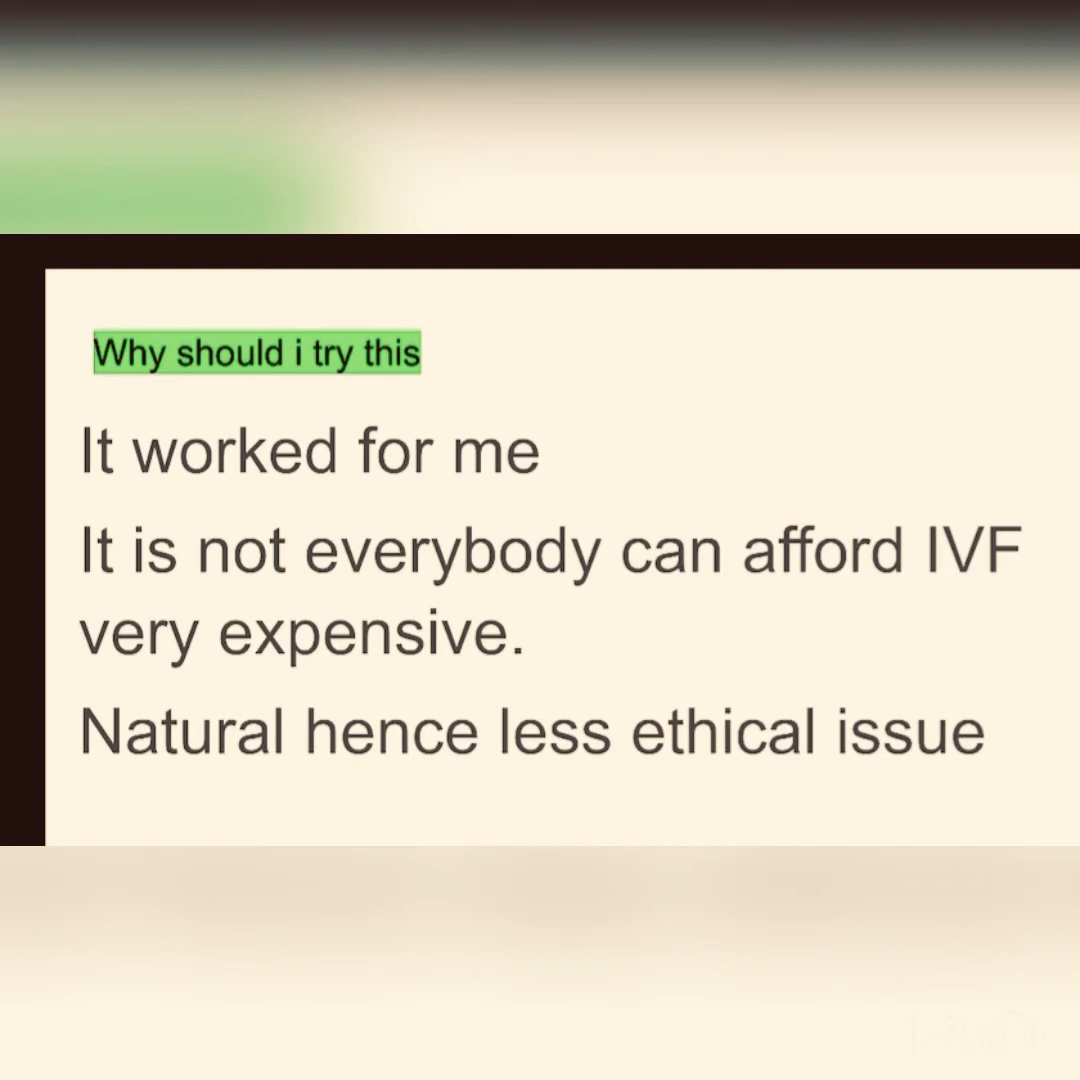 Why should i try this
It worked for me
It is not everybody can afford IVF
very expensive.
Natural hence less ethical issue